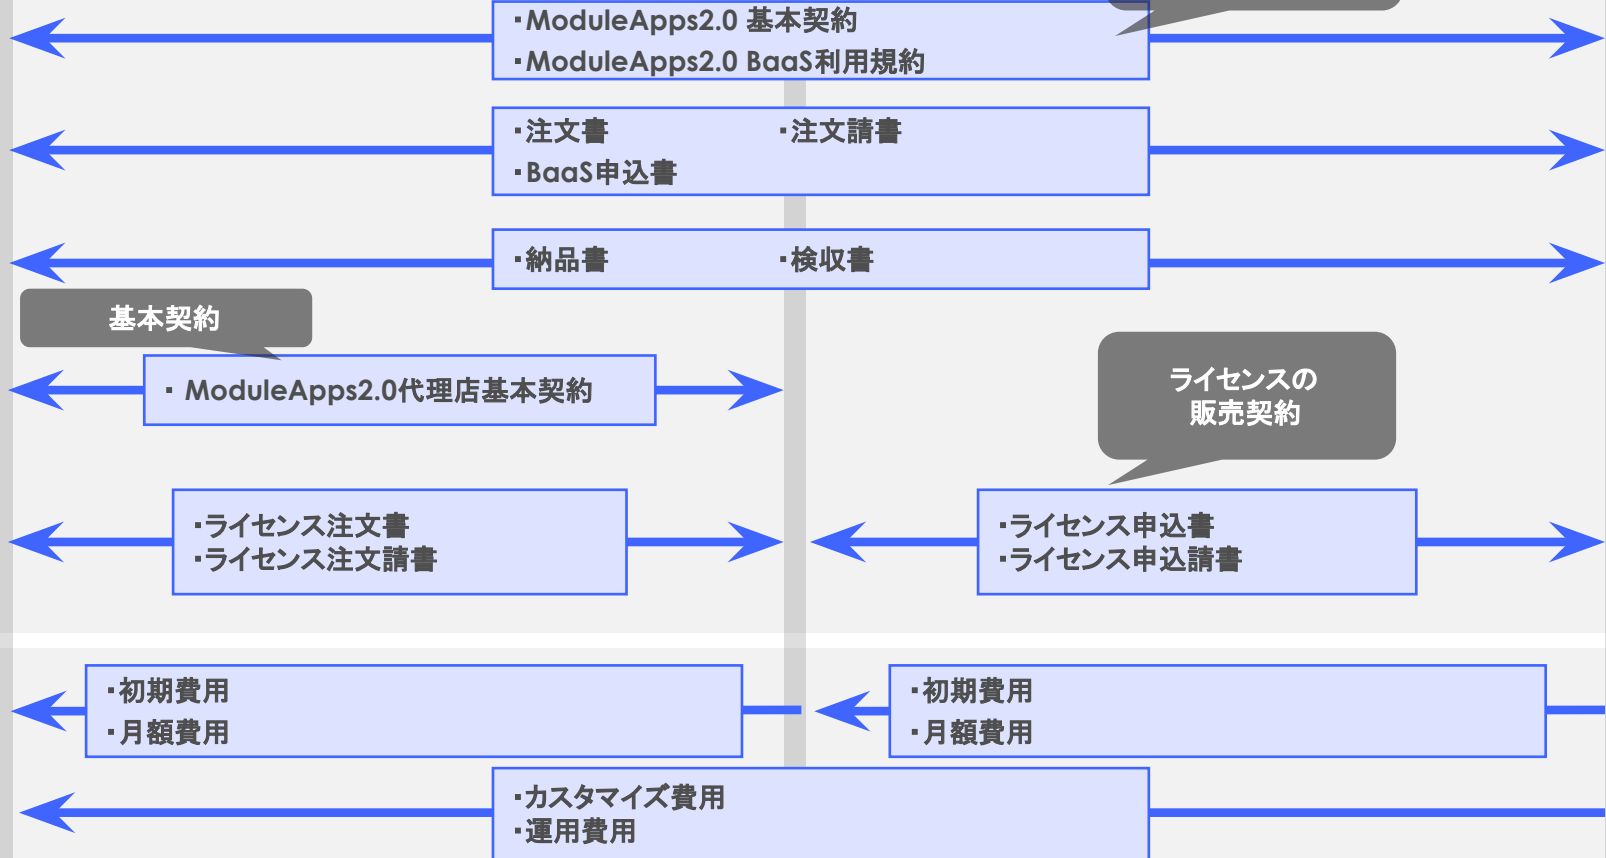 ・ModuleApps2.0 基本契約
・ModuleApps2.0 BaaS利用規約
・注文書　・注文請書
・BaaS申込書
・納品書　・検収書
基本契約
・ ModuleApps2.0代理店基本契約
ライセンスの
販売契約
・ライセンス注文書
・ライセンス注文請書
・ライセンス申込書
・ライセンス申込請書
・初期費用
・月額費用
・初期費用
・月額費用
・カスタマイズ費用
・運用費用